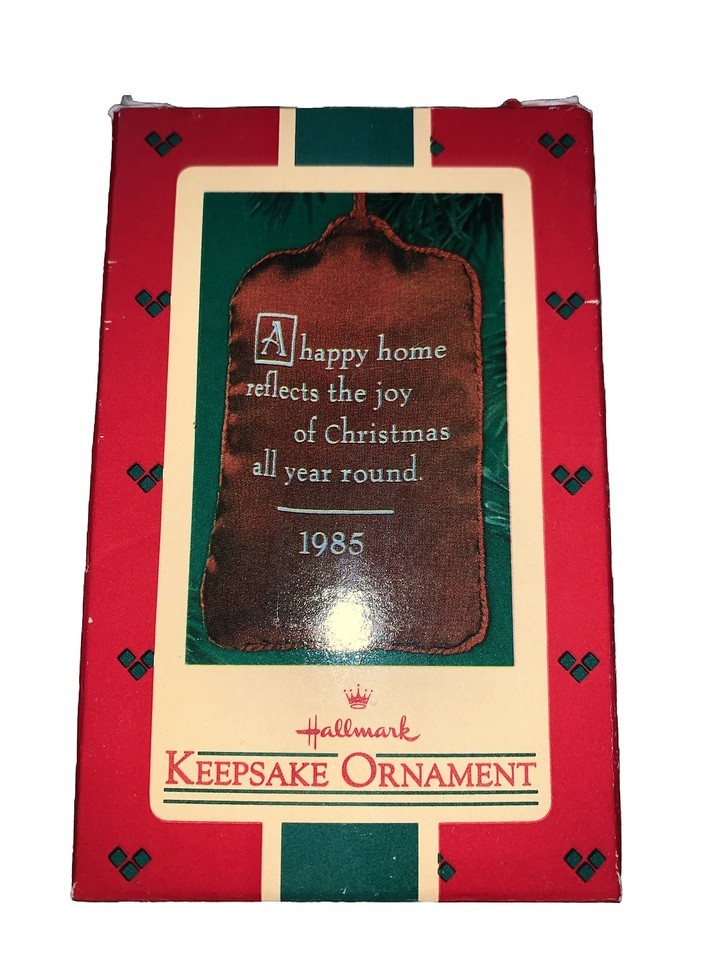 A happy home
reflects the joy
of Christmas
all year round.
1985
Hallmark
KEEPSAKE ORNAMENT